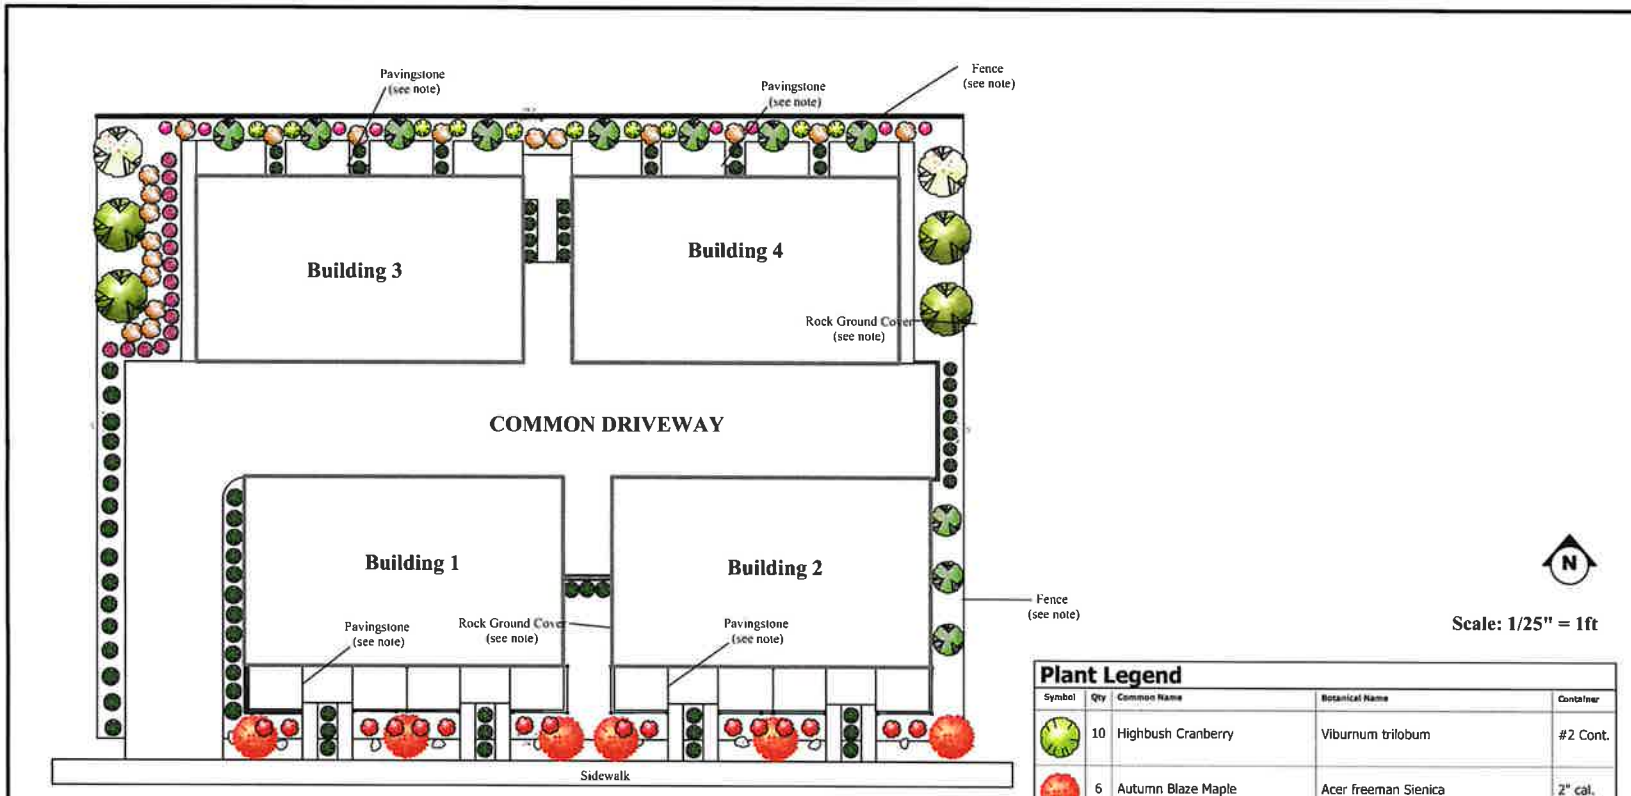 Pavingstone
(see note)
Pavingstone
(see note)
Fence
(see note)
Building 3
Building 4
Rock Ground Cover
(see note)
COMMON DRIVEWAY
Building 1
Building 2
Pavingstone
(see note)
Rock Ground Cover
(see note)
Pavingstone
(see note)
Fence
(see note)
Sidewalk
N
Scale: 1/25" = 1ft
Plant Legend
Symbol Qty Common Name Botanical Name Container
10 Highbush Cranberry Viburnum trilobum #2 Cont.
6 Autumn Blaze Maple Acer freeman Sienica 2" cal.